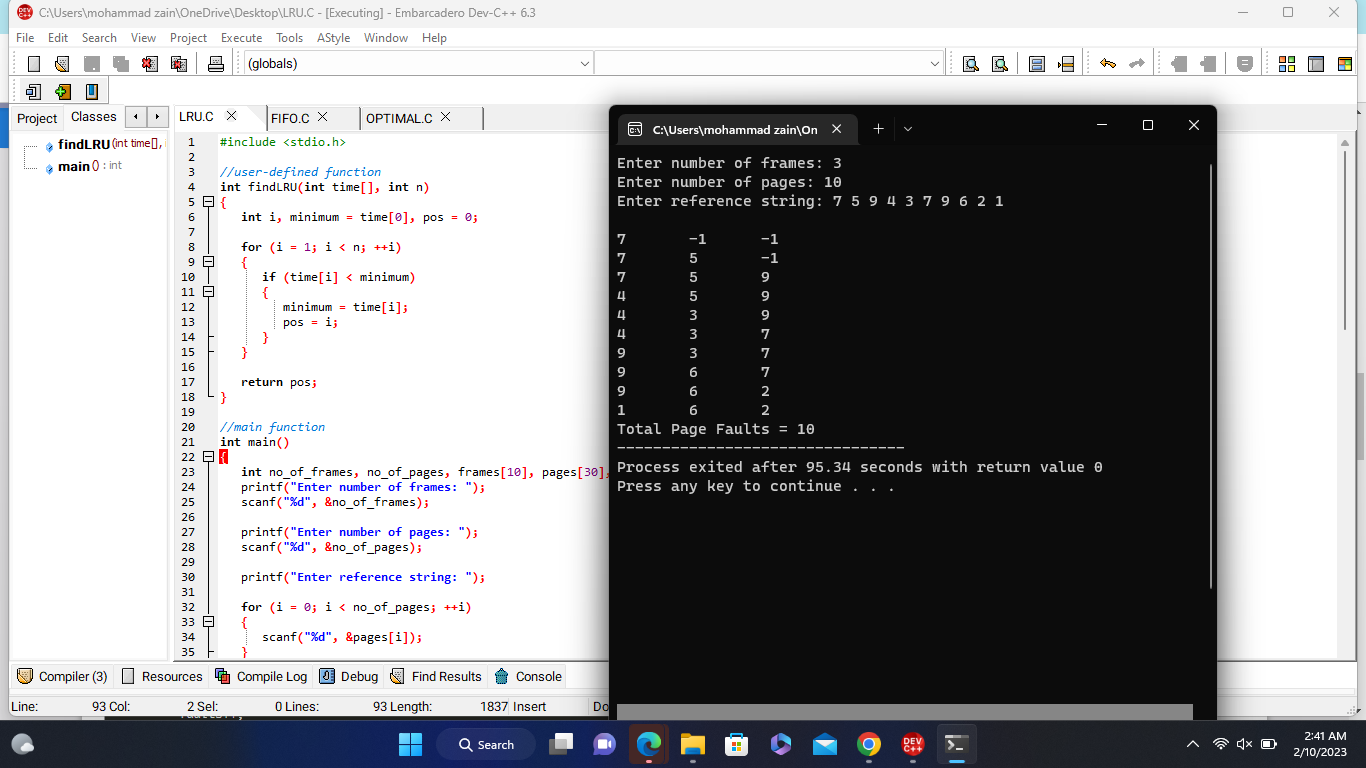 C:\Users\mohammad zain\OneDrive\Desktop\LRU.C - [Executing] - Embarcadero Dev-C++ 6.3
File Edit Search View Project Execute Tools AStyle Window Help
(globals)
Project Classes
findLRU (int time[], i
main () : int
LRU.C FIFO.C OPTIMAL.C
1 #include <stdio.h>
2
3 //user-defined function
4 int findLRU(int time[], int n)
5 {
6 int i, minimum = time[0], pos = 0;
7
8 for (i = 1; i < n; ++i)
9 {
10 if (time[i] < minimum)
11 {
12 minimum = time[i];
13 pos = i;
14 }
15 }
16
17 return pos;
18 }
19
20 //main function
21 int main()
22 {
23 int no_of_frames, no_of_pages, frames[10], pages[30],
24 printf("Enter number of frames: ");
25 scanf("%d", &no_of_frames);
26
27 printf("Enter number of pages: ");
28 scanf("%d", &no_of_pages);
29
30 printf("Enter reference string: ");
31
32 for (i = 0; i < no_of_pages; ++i)
33 {
34 scanf("%d", &pages[i]);
35 }
C:\Users\mohammad zain\On
Enter number of frames: 3
Enter number of pages: 10
Enter reference string: 7 5 9 4 3 7 9 6 2 1
7 -1 -1
7 5 -1
7 5 9
4 5 9
4 3 9
4 3 7
9 3 7
9 6 7
9 6 2
1 6 2
Total Page Faults = 10
--------------------------------
Process exited after 95.34 seconds with return value 0
Press any key to continue . . .
Compiler (3) Resources Compile Log Debug Find Results Console
Line: 93 Col: 2 Sel: 0 Lines: 93 Length: 1837 Insert Do
Search
DEV C++
2:41 AM
2/10/2023